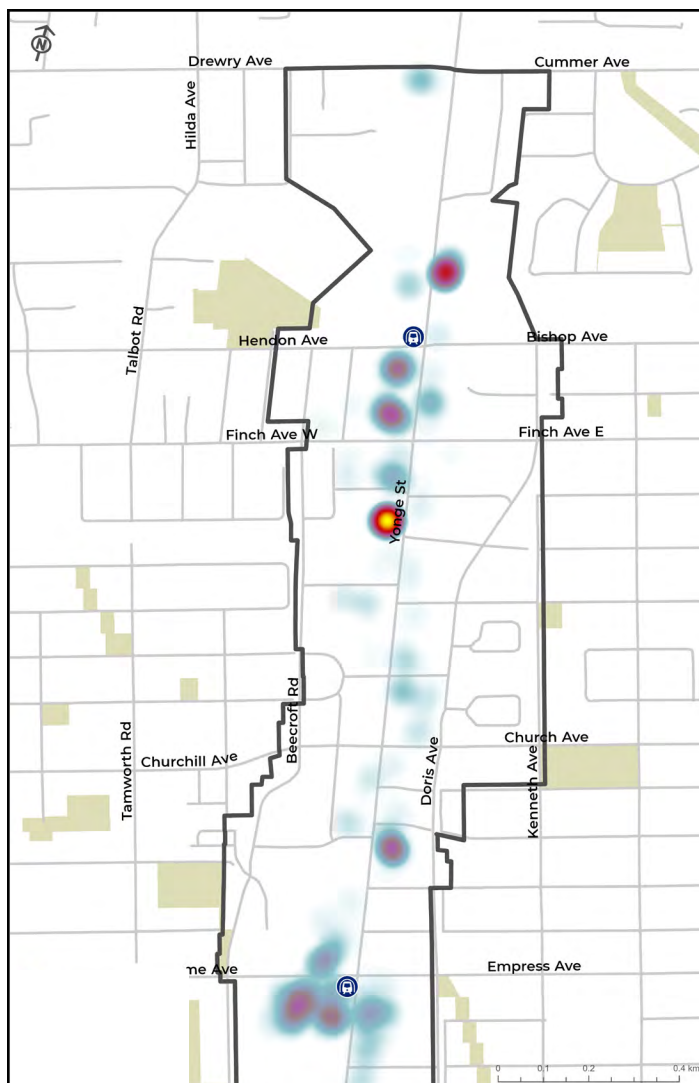 N
Drewry Ave
Cummer Ave
Hilda Ave
Talbot Rd
Hendon Ave
Bishop Ave
Finch Ave W
Finch Ave E
Yonge St
Beecroft Rd
Tamworth Rd
Churchill Ave
Doris Ave
Church Ave
Kenneth Ave
me Ave
Empress Ave
0 0.1 0.2 0.4 km